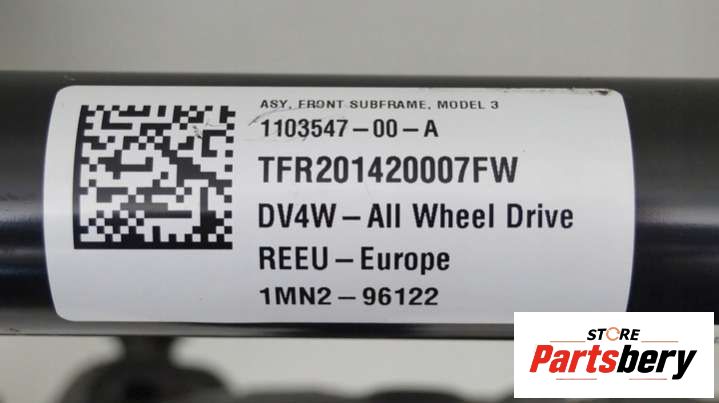 ASY, FRONT SUBFRAME, MODEL 3
1103547-00-A
TFR201420007FW
DV4W-All Wheel Drive
REEU-Europe
1MN2-96122
STORE
Partsbery